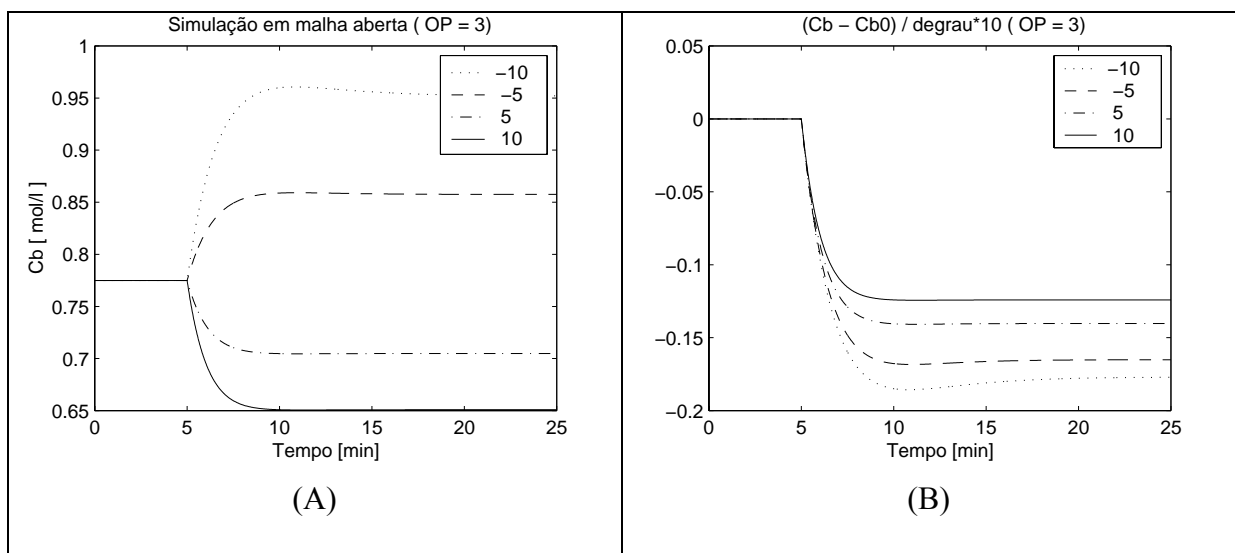 Simulação em malha aberta ( OP = 3)
1
0.95
0.9
0.85
0.8
0.75
0.7
0.65
Cb [ mol/l ]
−10
−5
5
10
0 5 10 15 20 25
Tempo [min]
(A)
(Cb − Cb0) / degrau*10 ( OP = 3)
0.05
0
−0.05
−0.1
−0.15
−0.2
−10
−5
5
10
0 5 10 15 20 25
Tempo [min]
(B)